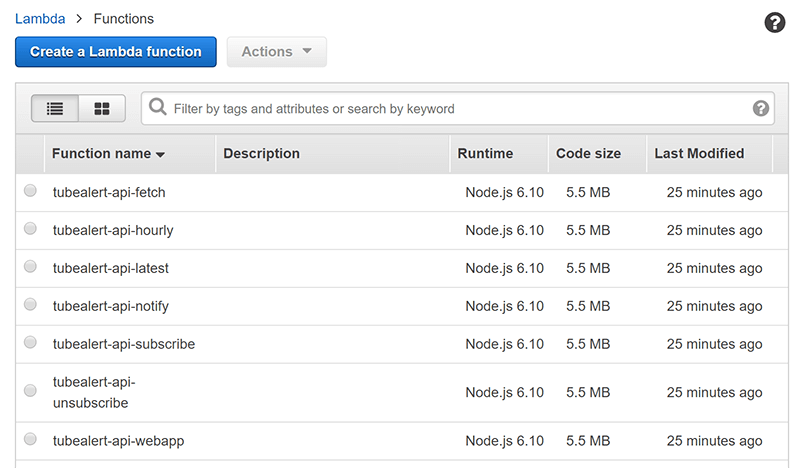 Lambda > Functions
Create a Lambda function Actions
Filter by tags and attributes or search by keyword
Function name Description Runtime Code size Last Modified
tubealert-api-fetch Node.js 6.10 5.5 MB 25 minutes ago
tubealert-api-hourly Node.js 6.10 5.5 MB 25 minutes ago
tubealert-api-latest Node.js 6.10 5.5 MB 25 minutes ago
tubealert-api-notify Node.js 6.10 5.5 MB 25 minutes ago
tubealert-api-subscribe Node.js 6.10 5.5 MB 25 minutes ago
tubealert-api-
unsubscribe Node.js 6.10 5.5 MB 25 minutes ago
tubealert-api-webapp Node.js 6.10 5.5 MB 25 minutes ago